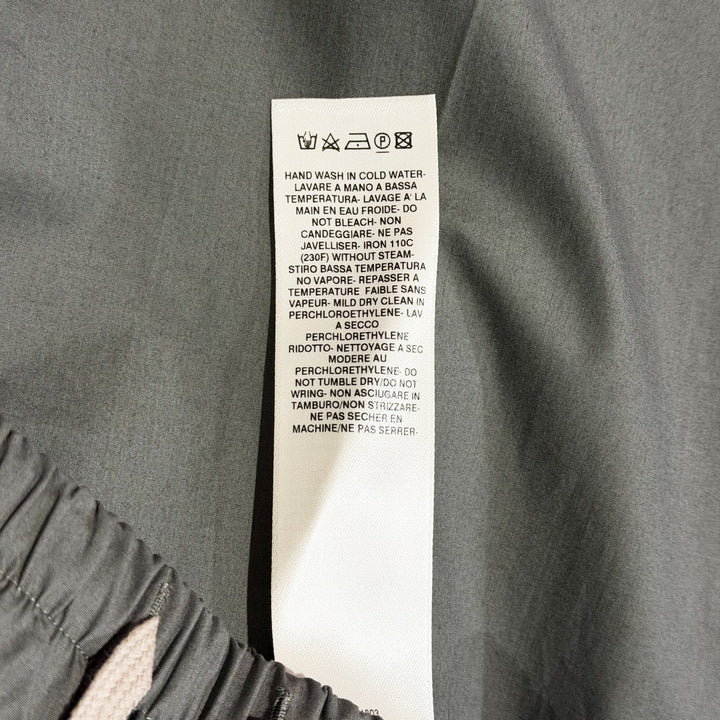 P
HAND WASH IN COLD WATER-
LAVARE A MANO A BASSA
TEMPERATURA- LAVAGE A' LA
MAIN EN EAU FROIDE- DO
NOT BLEACH- NON
CANDEGGIARE- NE PAS
JAVELLISER- IRON 110C
(230F) WITHOUT STEAM-
STIRO BASSA TEMPERATURA
NO VAPORE- REPASSER A
TEMPERATURE FAIBLE SANS
VAPEUR- MILD DRY CLEAN IN
PERCHLOROETHYLENE- LAV
A SECCO
PERCHLORETHYLENE
RIDOTTO- NETTOYAGE A SEC
MODERE AU
PERCHLORETHYLENE- DO
NOT TUMBLE DRY/DO NOT
WRING- NON ASCIUGARE IN
TAMBURO/NON STRIZZARE-
NE PAS SECHER EN
MACHINE/NE PAS SERRER-